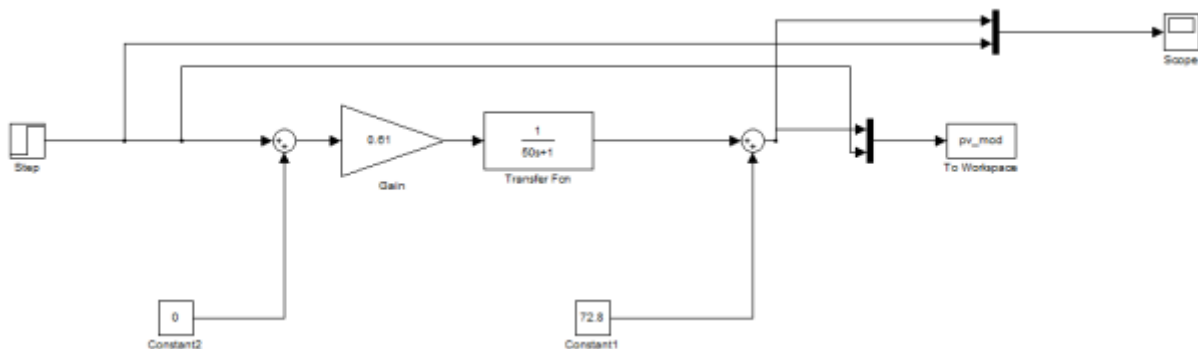 Scope
Step
0.61
1
50s+1
pv_mod
Gain
Transfer Fcn
To Workspace
0
72.8
Constant2
Constant1